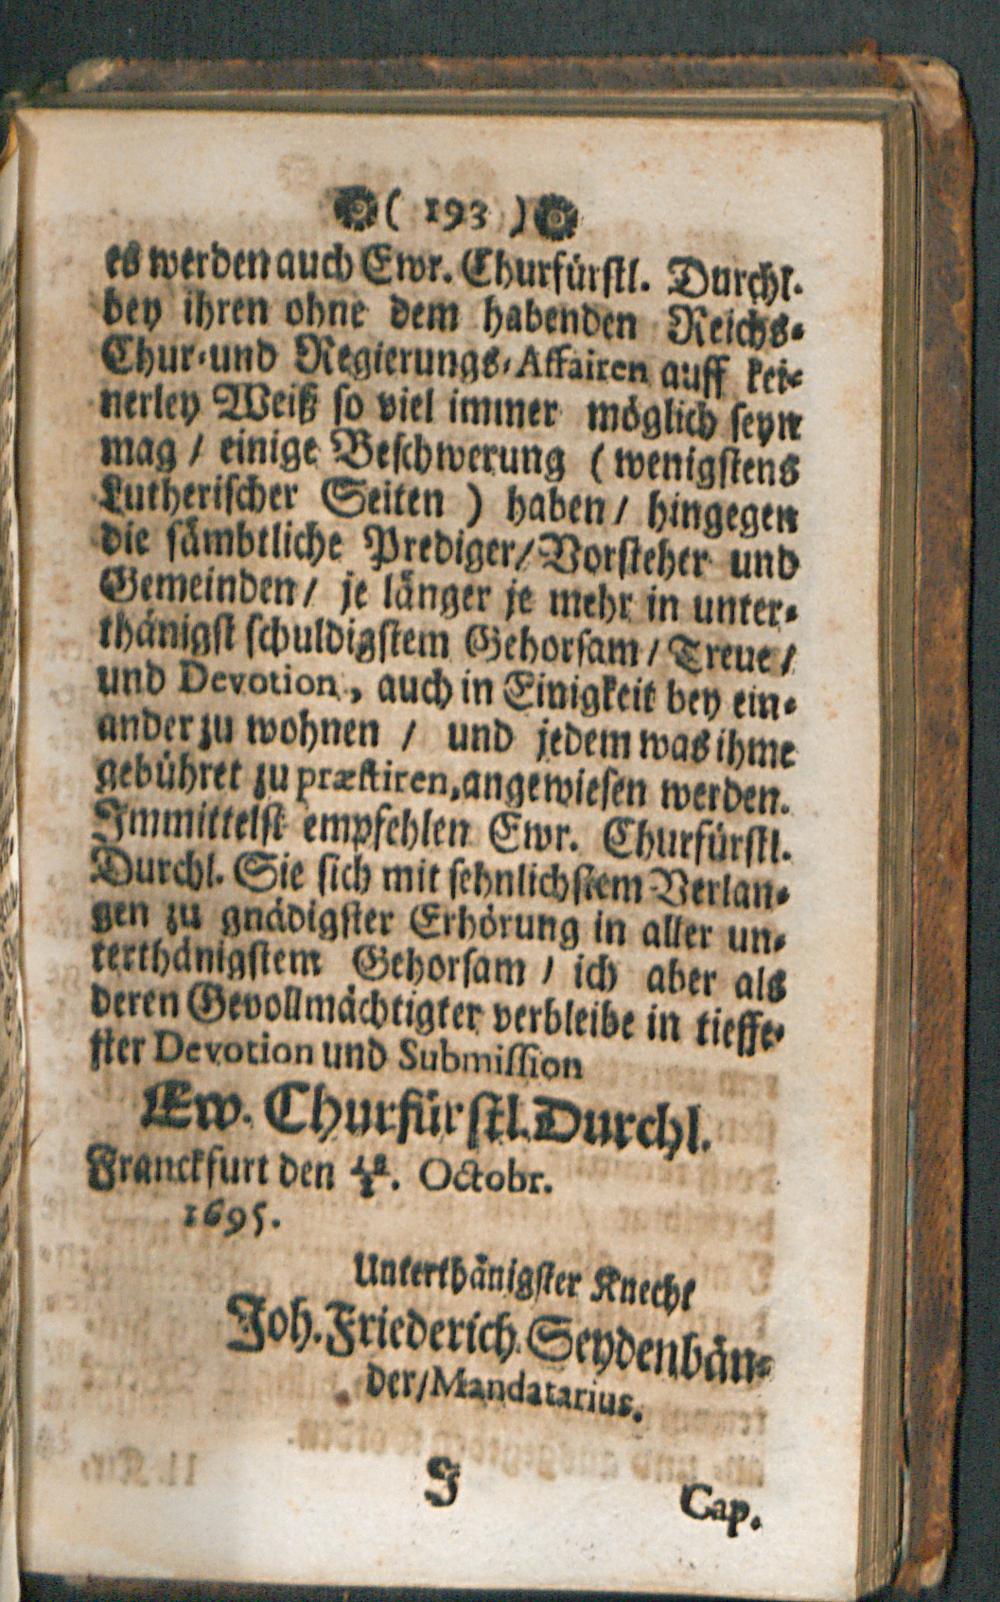 ( 193 )
es werden auch Ewr. Churfürstl. Durchl.
bey ihren ohne dem habenden Reichs-
Chur-und Regierungs-Affairen auff kei-
nerley Weiß so viel immer möglich seyn
mag / einige Beschwerung ( wenigstens
Lutherischer Seiten ) haben / hingegen
die sämbtliche Prediger / Vorsteher und
Gemeinden / je länger je mehr in unter-
thänigst schuldigstem Gehorsam / Treue /
und Devotion, auch in Einigkeit bey ein-
ander zu wohnen / und jedem was ihme
gebühret zu præstiren, angewiesen werden.
Immittelst empfehlen Ewr. Churfürstl.
Durchl. Sie sich mit sehnlichstem Verlan-
gen zu gnädigster Erhörung in aller un-
terthänigstem Gehorsam / ich aber als
deren Gevollmächtigter verbleibe in tieffe-
ster Devotion und Submission
Ew. Churfürstl. Durchl.
Franckfurt den Octobr.
1695.
Unterthänigster Knecht
Joh. Friederich Seydenbän-
der / Mandatarius.
J
Cap.